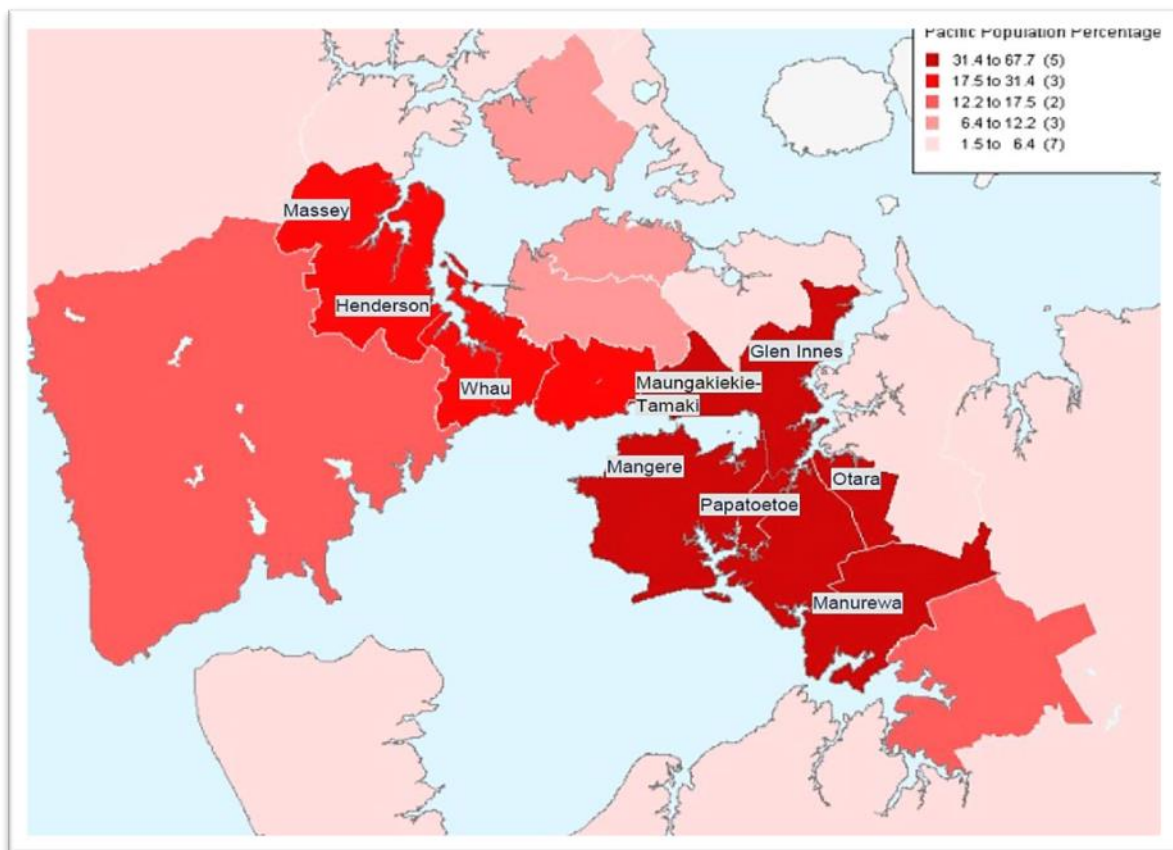 Pacific Population Percentage
31.4 to 67.7 (5)
17.5 to 31.4 (3)
12.2 to 17.5 (2)
6.4 to 12.2 (3)
1.5 to 6.4 (7)
Massey
Henderson
Whau
Glen Innes
Maungakiekie-
Tamaki
Mangere
Otara
Papatoetoe
Manurewa